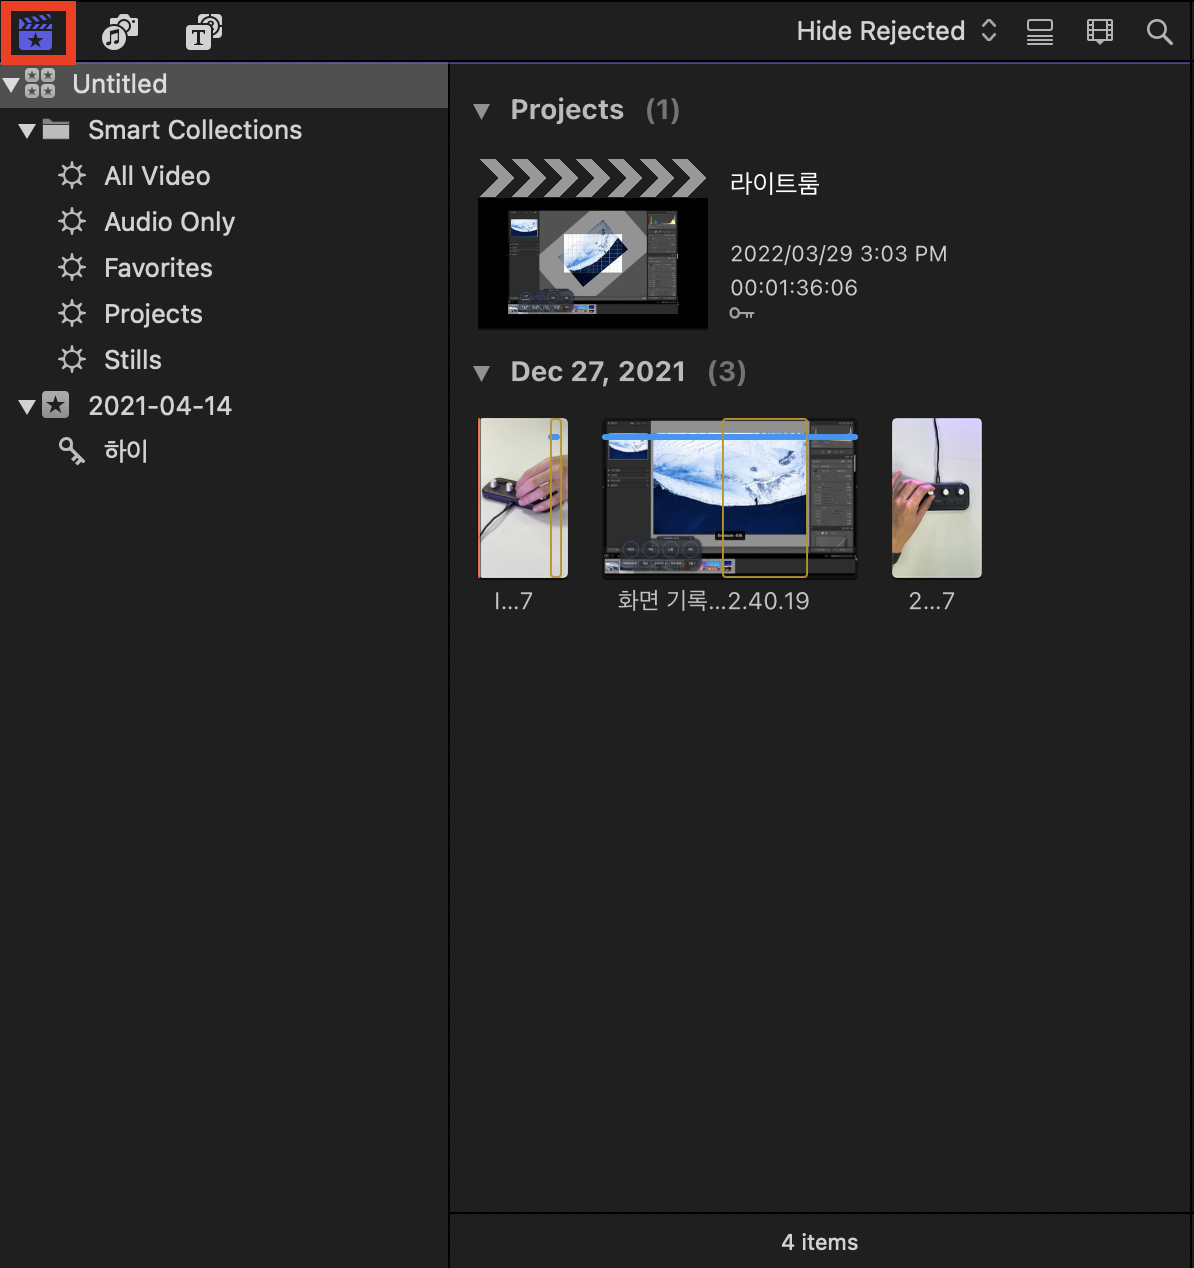 Hide Rejected
Untitled
Smart Collections
All Video
Audio Only
Favorites
Projects
Stills
2021-04-14
하이
Projects (1)
라이트룸
2022/03/29 3:03 PM
00:01:36:06
Dec 27, 2021 (3)
I...7
화면 기록...2.40.19
2...7
4 items